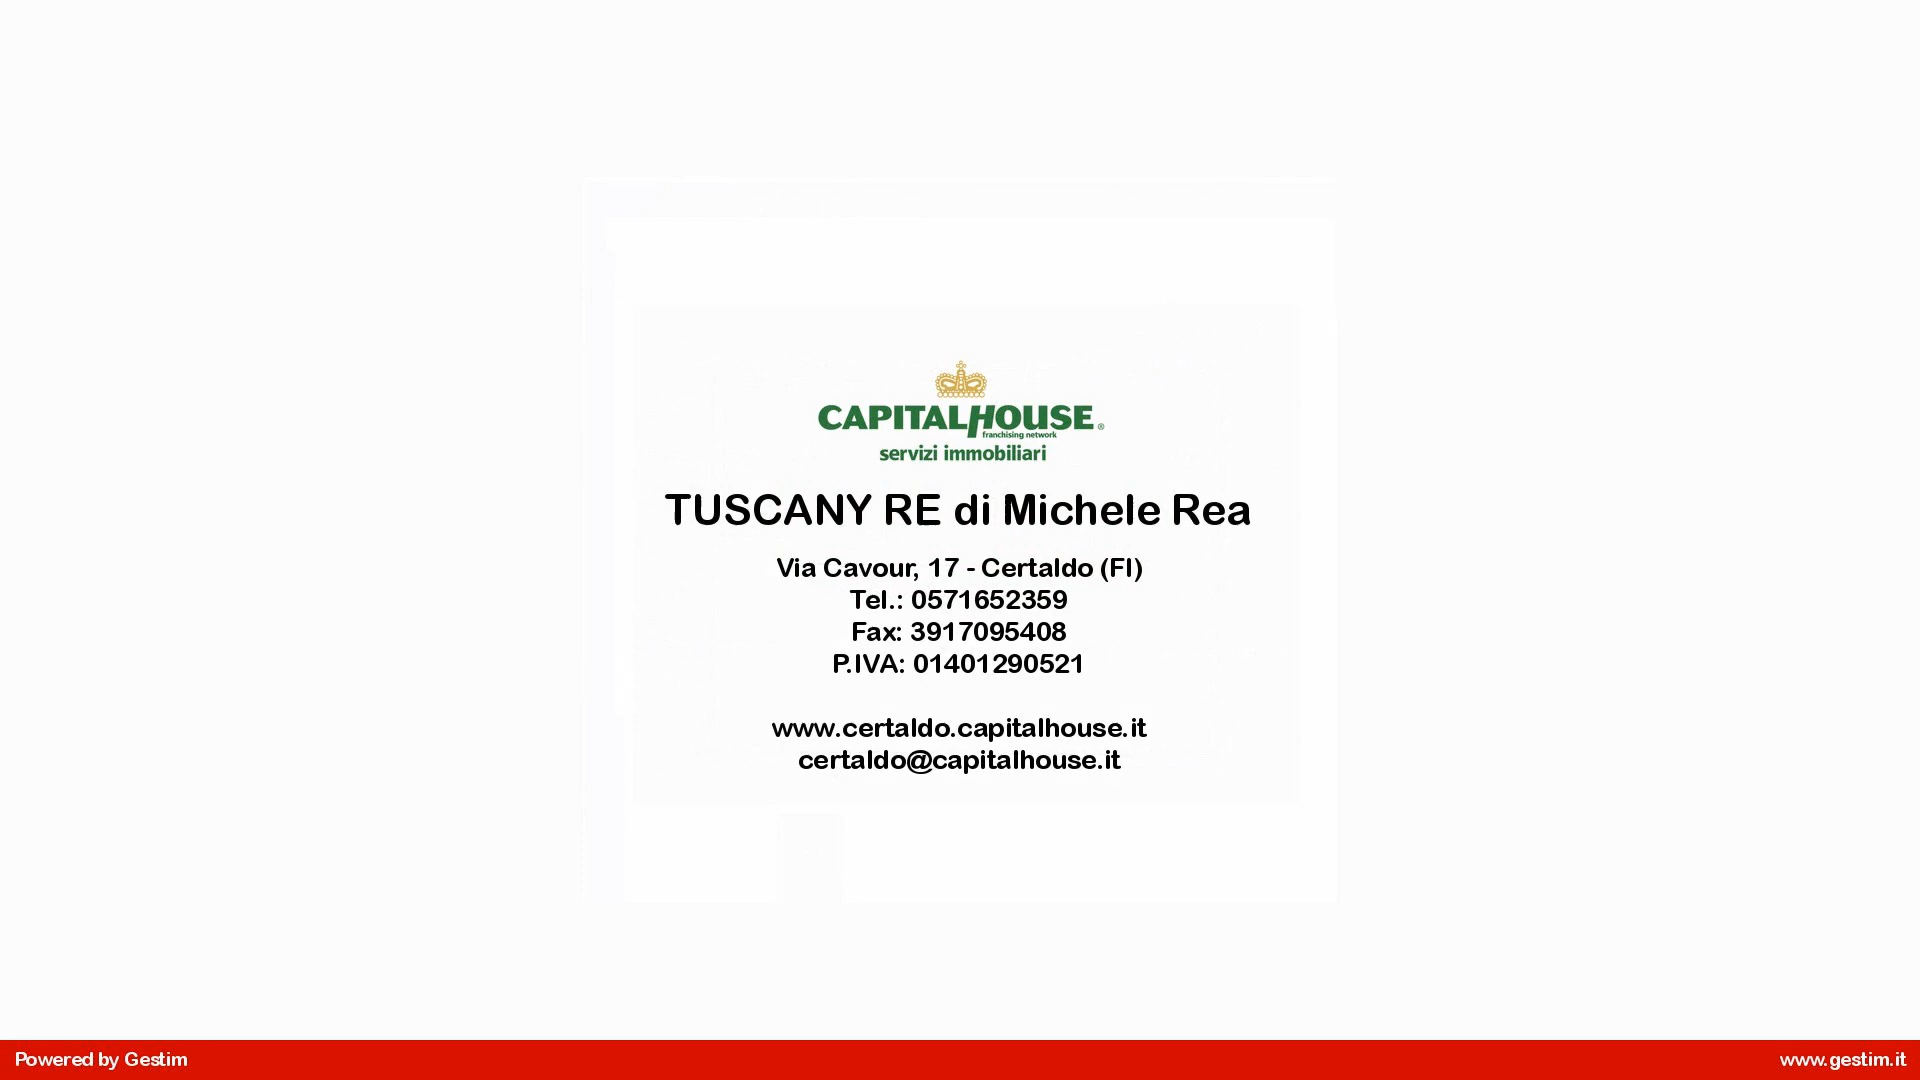 CAPITALHOUSE®
franchising network
servizi immobiliari
TUSCANY RE di Michele Rea
Via Cavour, 17 - Certaldo (FI)
Tel.: 0571652359
Fax: 3917095408
P.IVA: 01401290521
www.certaldo.capitalhouse.it
certaldo@capitalhouse.it
Powered by Gestim
www.gestim.it